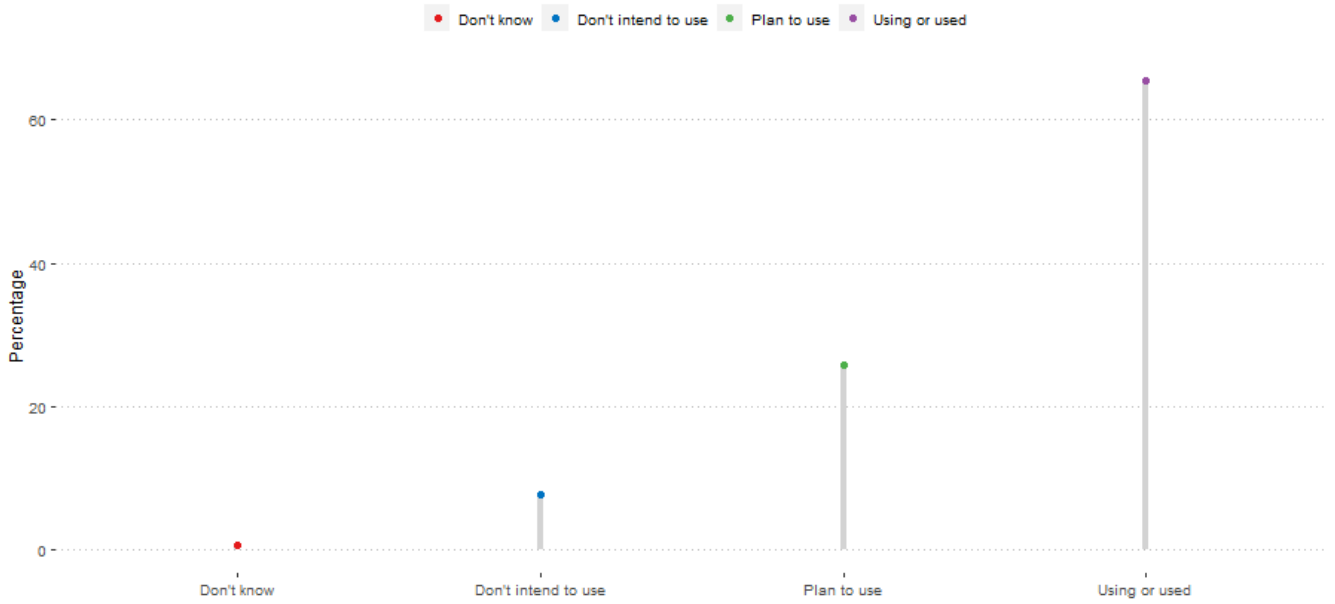 Don't know Don't intend to use Plan to use Using or used
Percentage
60
40
20
0
Don't know Don't intend to use Plan to use Using or used